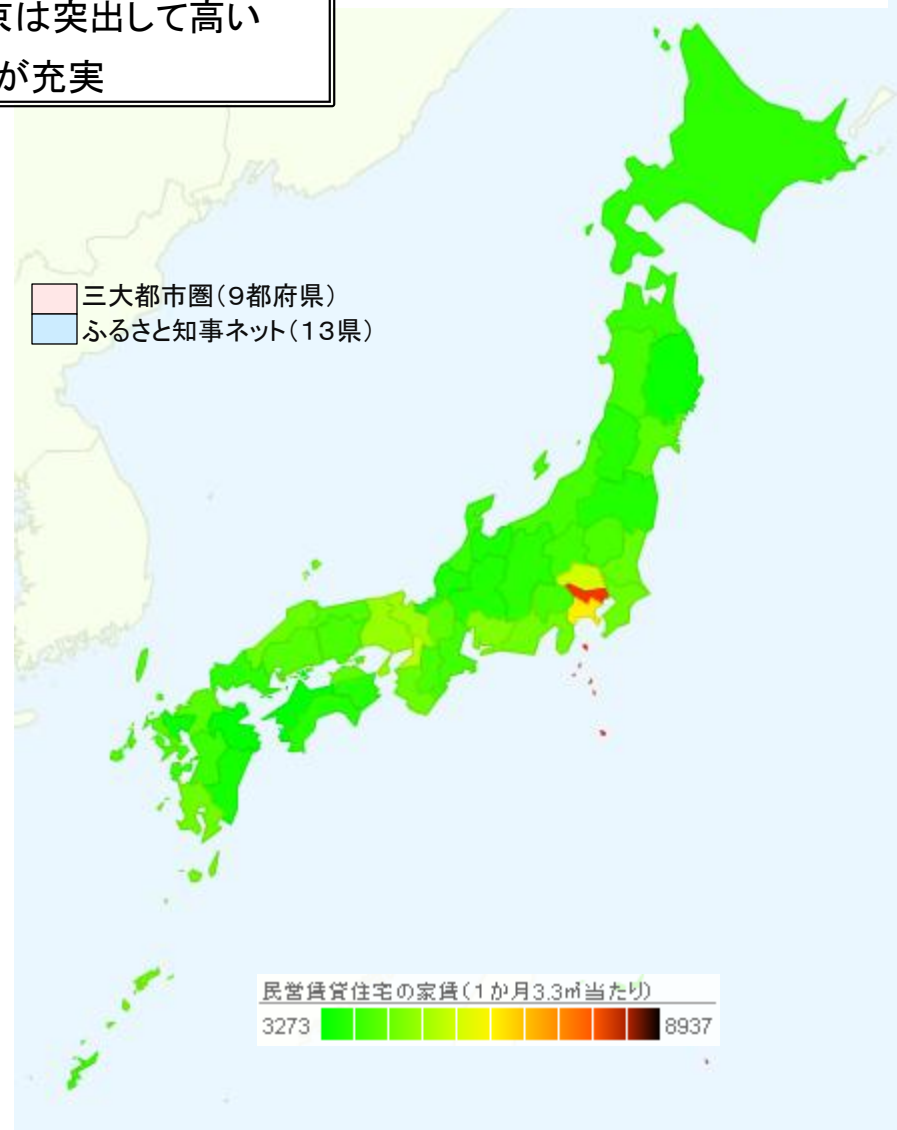 京は突出して高い
が充実
三大都市圏(9都府県)
ふるさと知事ネット(13県)
民営賃貸住宅の家賃(1か月3.3㎡当たり)
3273
8937